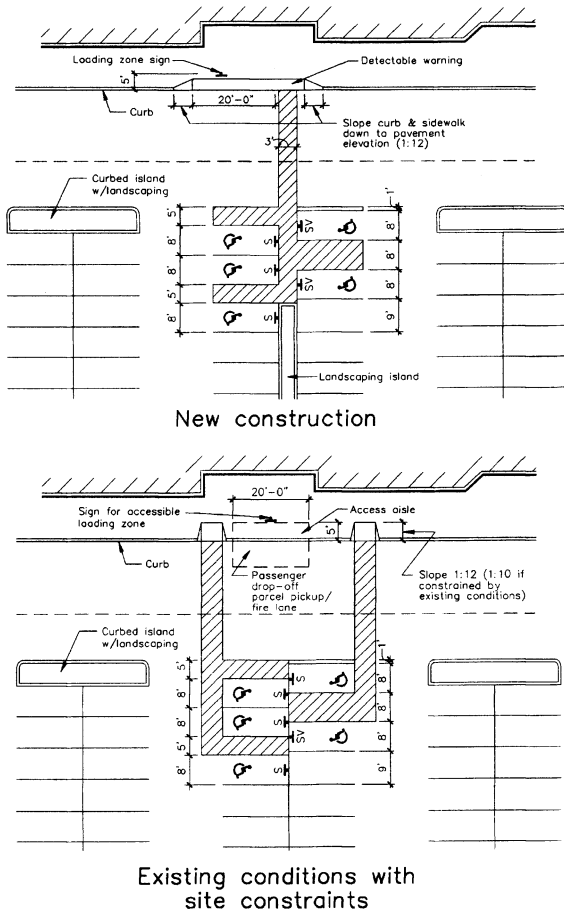 Loading zone sign
Detectable warning
5'
Curb
20'-0"
Slope curb & sidewalk
down to pavement
elevation (1:12)
3'
Curbed island
w/landscaping
5'
8'
8'
5'
8'
S
S
S
SV
SV
1'
8'
8'
8'
9'
Landscaping island
New construction
20'-0"
Sign for accessible
loading zone
Access aisle
5'
Curb
Passenger
drop-off
parcel pickup/
fire lane
Slope 1:12 (1:10 if
constrained by
existing conditions)
Curbed island
w/landscaping
5'
8'
8'
5'
8'
S
S
SV
S
1'
8'
8'
8'
9'
Existing conditions with
site constraints